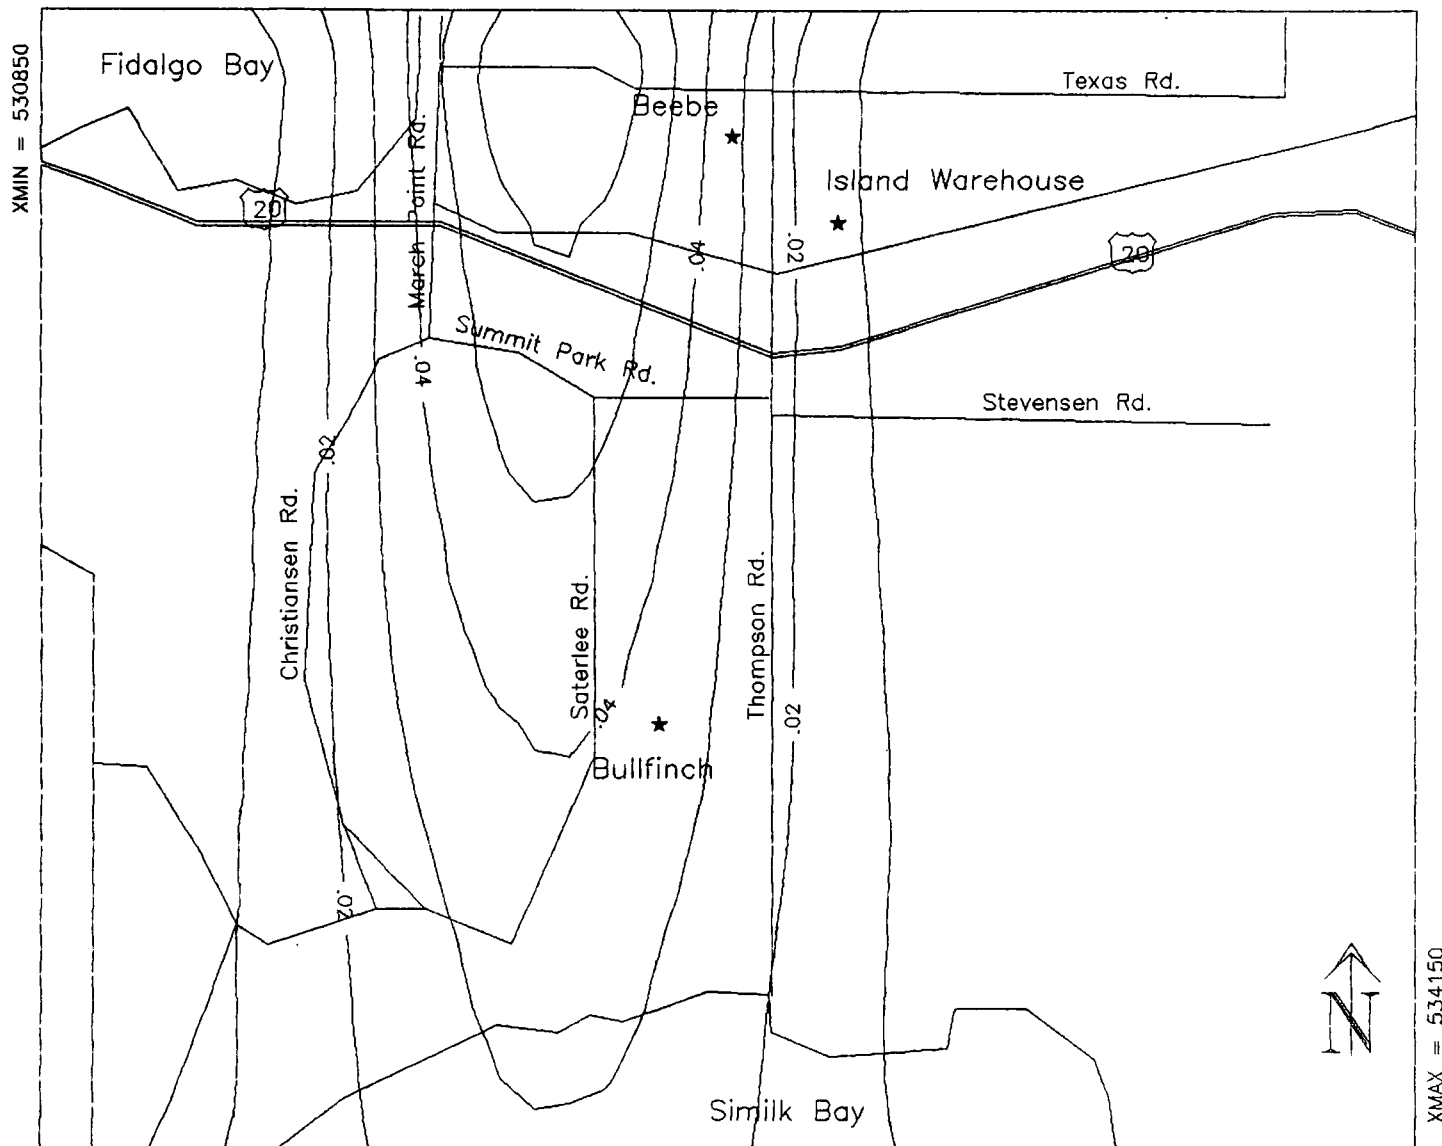 XMIN = 530850
Fidalgo Bay
Texas Rd.
Beebe
March Point Rd.
Island Warehouse
20
.04
.02
20
Summit Park Rd.
.04
Stevensen Rd.
.02
Christiansen Rd.
Saterlee Rd.
Thompson Rd.
.04
.02
Bullfinch
.02
N
XMAX = 534150
Similk Bay